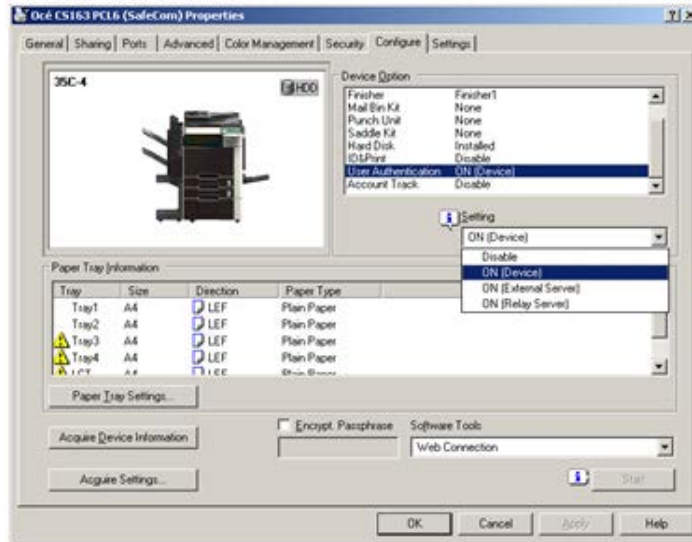 Océ CS163 PCL6 (SafeCom) Properties
General Sharing Ports Advanced Color Management Security Configure Settings
35C-4
HDD
Device Option
Finisher Finisher1
Mail Bin Kit None
Punch Unit None
Saddle Kit None
Hard Disk Installed
ID&Print Disable
User Authentication ON (Device)
Account Track Disable
Setting
ON (Device)
Disable
ON (Device)
ON (External Server)
ON (Relay Server)
Paper Tray Information
Tray Size Direction Paper Type
Tray1 A4 LEF Plain Paper
Tray2 A4 LEF Plain Paper
Tray3 A4 LEF Plain Paper
Tray4 A4 LEF Plain Paper
LCT A4 LEF Plain Paper
Paper Tray Settings...
Acquire Device Information
Encrypt. Passphrase
Software Tools
Web Connection
Acquire Settings...
Start
OK Cancel Apply Help